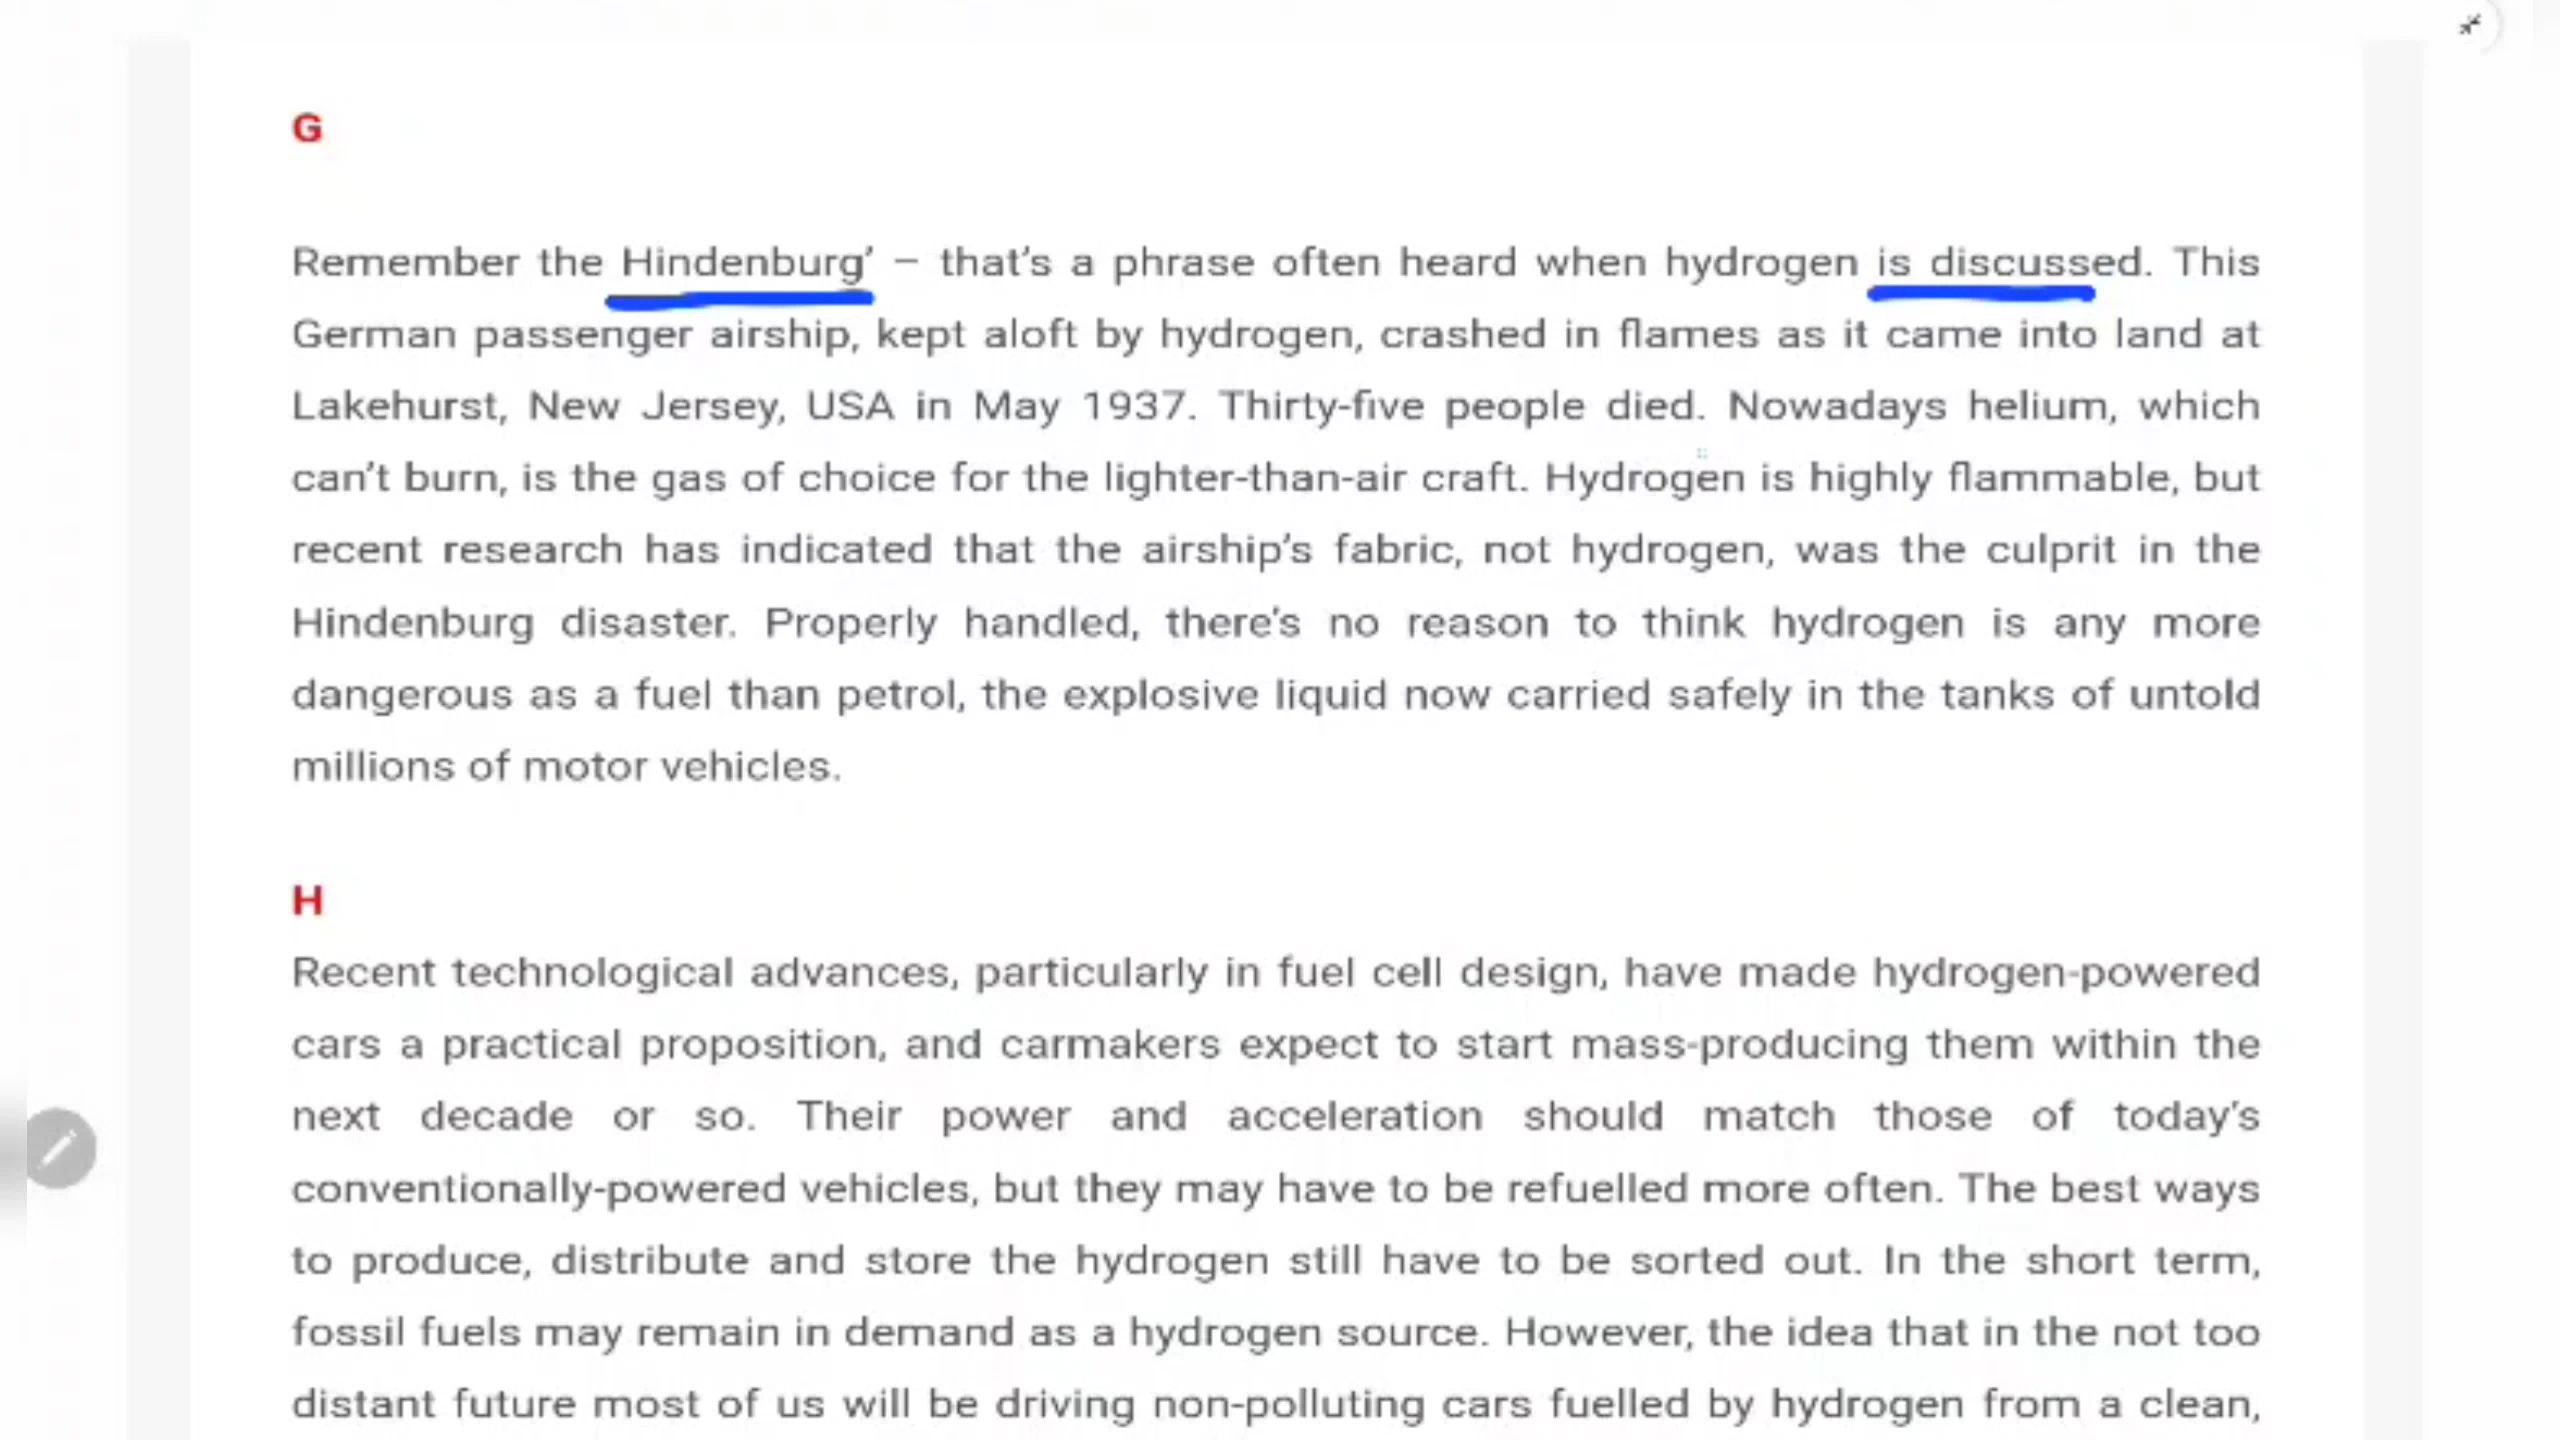 G
Remember the Hindenburg’ – that’s a phrase often heard when hydrogen is discussed. This
German passenger airship, kept aloft by hydrogen, crashed in flames as it came into land at
Lakehurst, New Jersey, USA in May 1937. Thirty-five people died. Nowadays helium, which
can’t burn, is the gas of choice for the lighter-than-air craft. Hydrogen is highly flammable, but
recent research has indicated that the airship’s fabric, not hydrogen, was the culprit in the
Hindenburg disaster. Properly handled, there’s no reason to think hydrogen is any more
dangerous as a fuel than petrol, the explosive liquid now carried safely in the tanks of untold
millions of motor vehicles.
H
Recent technological advances, particularly in fuel cell design, have made hydrogen-powered
cars a practical proposition, and carmakers expect to start mass-producing them within the
next decade or so. Their power and acceleration should match those of today’s
conventionally-powered vehicles, but they may have to be refuelled more often. The best ways
to produce, distribute and store the hydrogen still have to be sorted out. In the short term,
fossil fuels may remain in demand as a hydrogen source. However, the idea that in the not too
distant future most of us will be driving non-polluting cars fuelled by hydrogen from a clean,